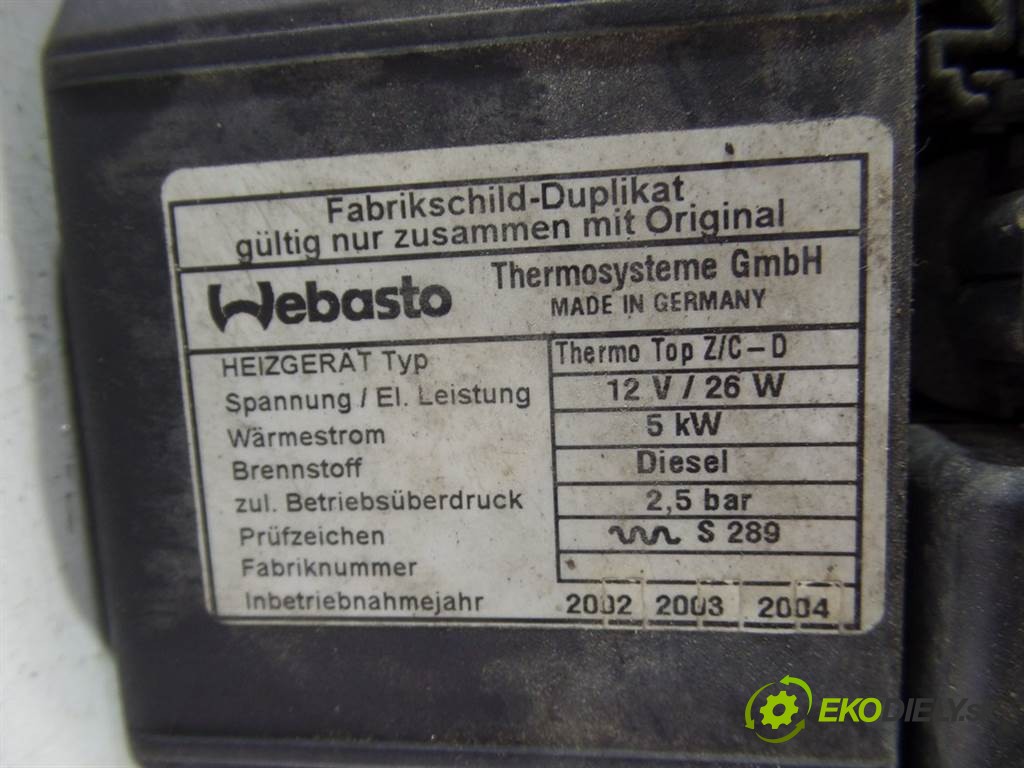 Fabrikschild-Duplikat
gültig nur zusammen mit Original
Webasto Thermosysteme GmbH
MADE IN GERMANY
HEIZGERÄT Typ Thermo Top Z/C-D
Spannung / El. Leistung 12 V / 26 W
Wärmestrom 5 kW
Brennstoff Diesel
zul. Betriebsüberdruck 2,5 bar
Prüfzeichen S 289
Fabriknummer
Inbetriebnahmejahr 2002 2003 2004
EKODIELY